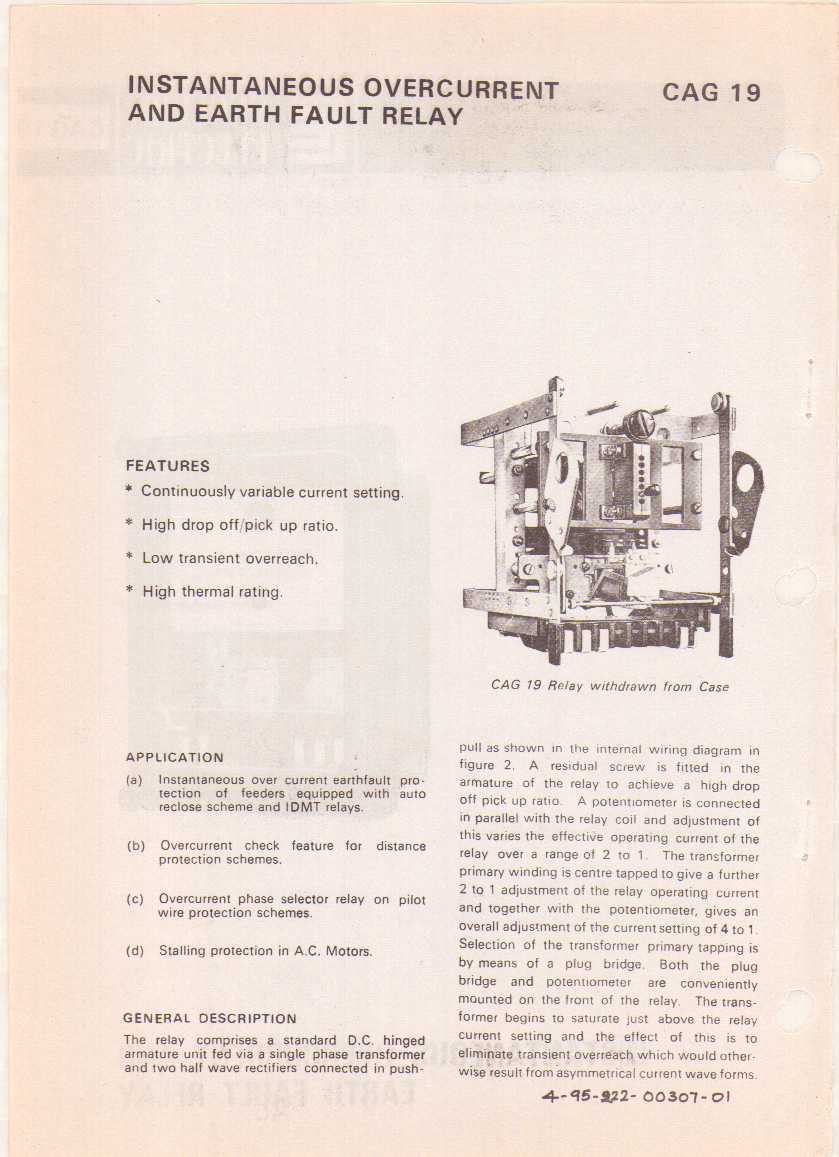 INSTANTANEOUS OVERCURRENT
AND EARTH FAULT RELAY
CAG 19
FEATURES
* Continuously variable current setting.
* High drop off/pick up ratio.
* Low transient overreach.
* High thermal rating.
CAG 19 Relay withdrawn from Case
APPLICATION
(a) Instantaneous over current earthfault pro-
tection of feeders equipped with auto
reclose scheme and IDMT relays.
(b) Overcurrent check feature for distance
protection schemes.
(c) Overcurrent phase selector relay on pilot
wire protection schemes.
(d) Stalling protection in A.C. Motors.
GENERAL DESCRIPTION
The relay comprises a standard D.C. hinged
armature unit fed via a single phase transformer
and two half wave rectifiers connected in push-
pull as shown in the internal wiring diagram in
figure 2. A residual screw is fitted in the
armature of the relay to achieve a high drop
off pick up ratio. A potentiometer is connected
in parallel with the relay coil and adjustment of
this varies the effective operating current of the
relay over a range of 2 to 1. The transformer
primary winding is centre tapped to give a further
2 to 1 adjustment of the relay operating current
and together with the potentiometer, gives an
overall adjustment of the current setting of 4 to 1.
Selection of the transformer primary tapping is
by means of a plug bridge. Both the plug
bridge and potentiometer are conveniently
mounted on the front of the relay. The trans-
former begins to saturate just above the relay
current setting and the effect of this is to
eliminate transient overreach which would other-
wise result from asymmetrical current wave forms.
4-95-922-00307-01